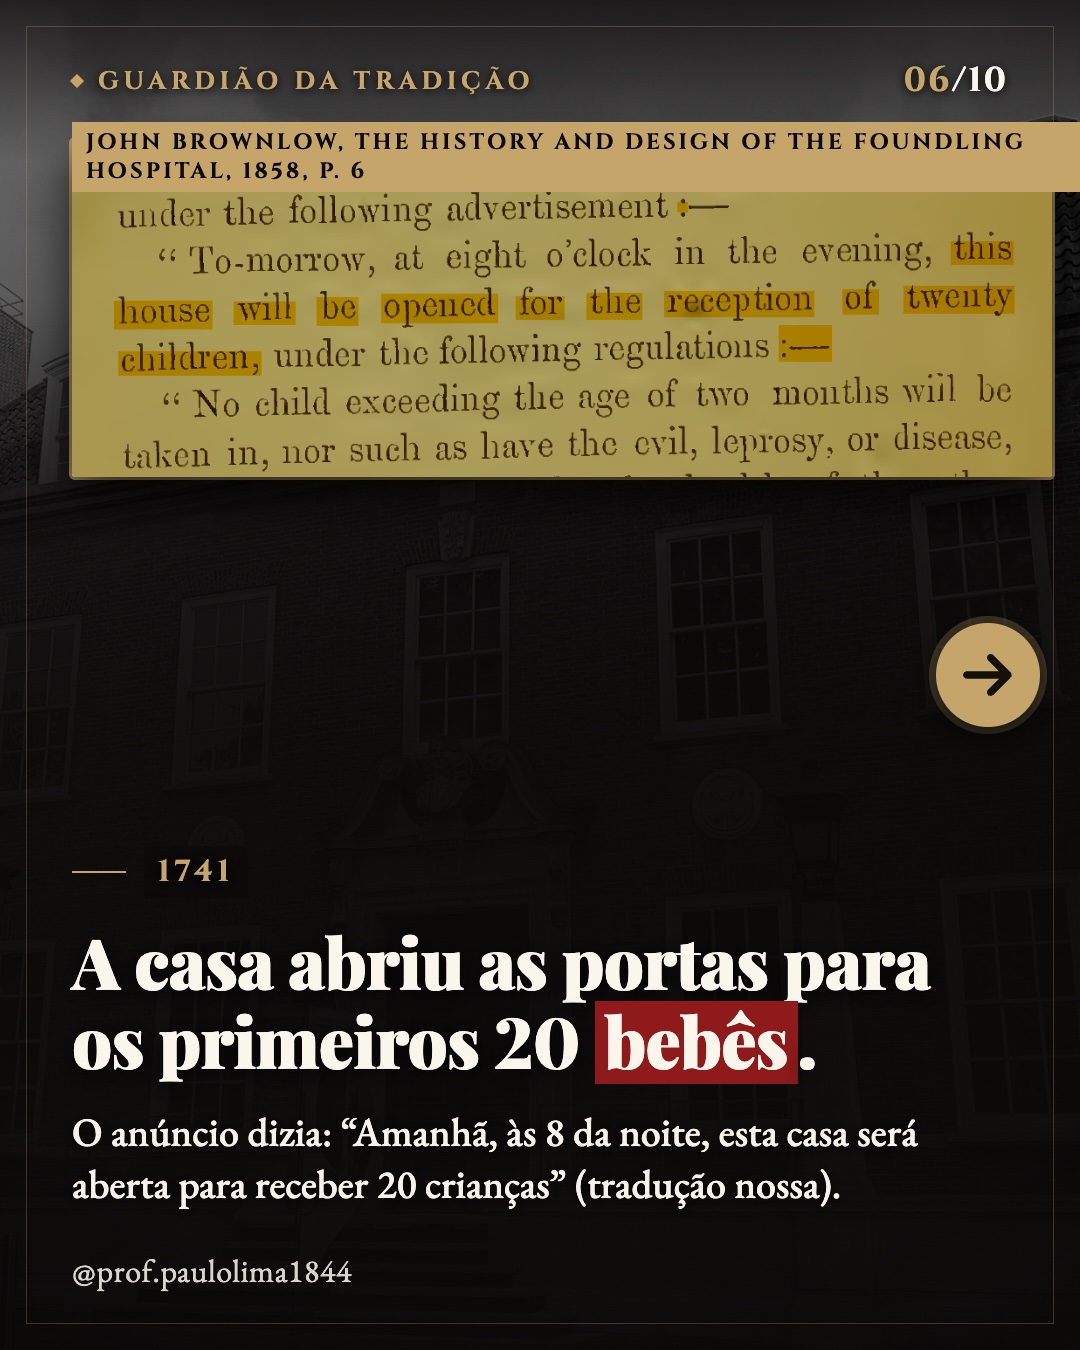 GUARDIÃO DA TRADIÇÃO
06/10
JOHN BROWNLOW, THE HISTORY AND DESIGN OF THE FOUNDLING
HOSPITAL, 1858, P. 6
under the following advertisement :—
“ To-morrow, at eight o’clock in the evening, this
house will be opened for the reception of twenty
children, under the following regulations :—
“ No child exceeding the age of two months will be
taken in, nor such as have the evil, leprosy, or disease,
1741
A casa abriu as portas para
os primeiros 20 bebês.
O anúncio dizia: “Amanhã, às 8 da noite, esta casa será
aberta para receber 20 crianças” (tradução nossa).
@prof.paulolima1844